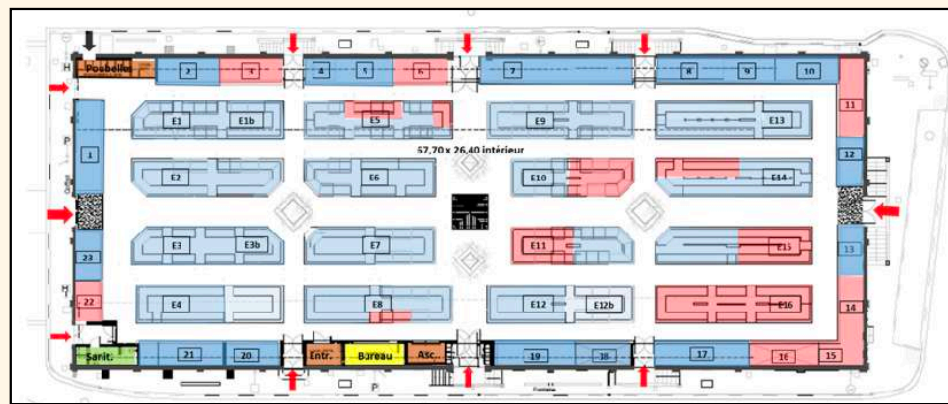 H
Poubelles
2
3
4
5
6
7
8
9
10
11
E1
E1b
E5
E9
E13
P
67,70 x 26,40 intérieur
1
12
E2
E6
E10
E14
23
E3
E3b
E7
E11
E15
13
22
E4
E8
E12
E12b
E16
14
Sanit.
21
20
Entr.
Bureau
Asc.
19
18
17
16
15
P